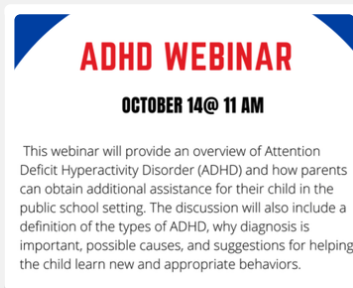 ADHD WEBINAR
OCTOBER 14@ 11 AM
This webinar will provide an overview of Attention
Deficit Hyperactivity Disorder (ADHD) and how parents
can obtain additional assistance for their child in the
public school setting. The discussion will also include a
definition of the types of ADHD, why diagnosis is
important, possible causes, and suggestions for helping
the child learn new and appropriate behaviors.